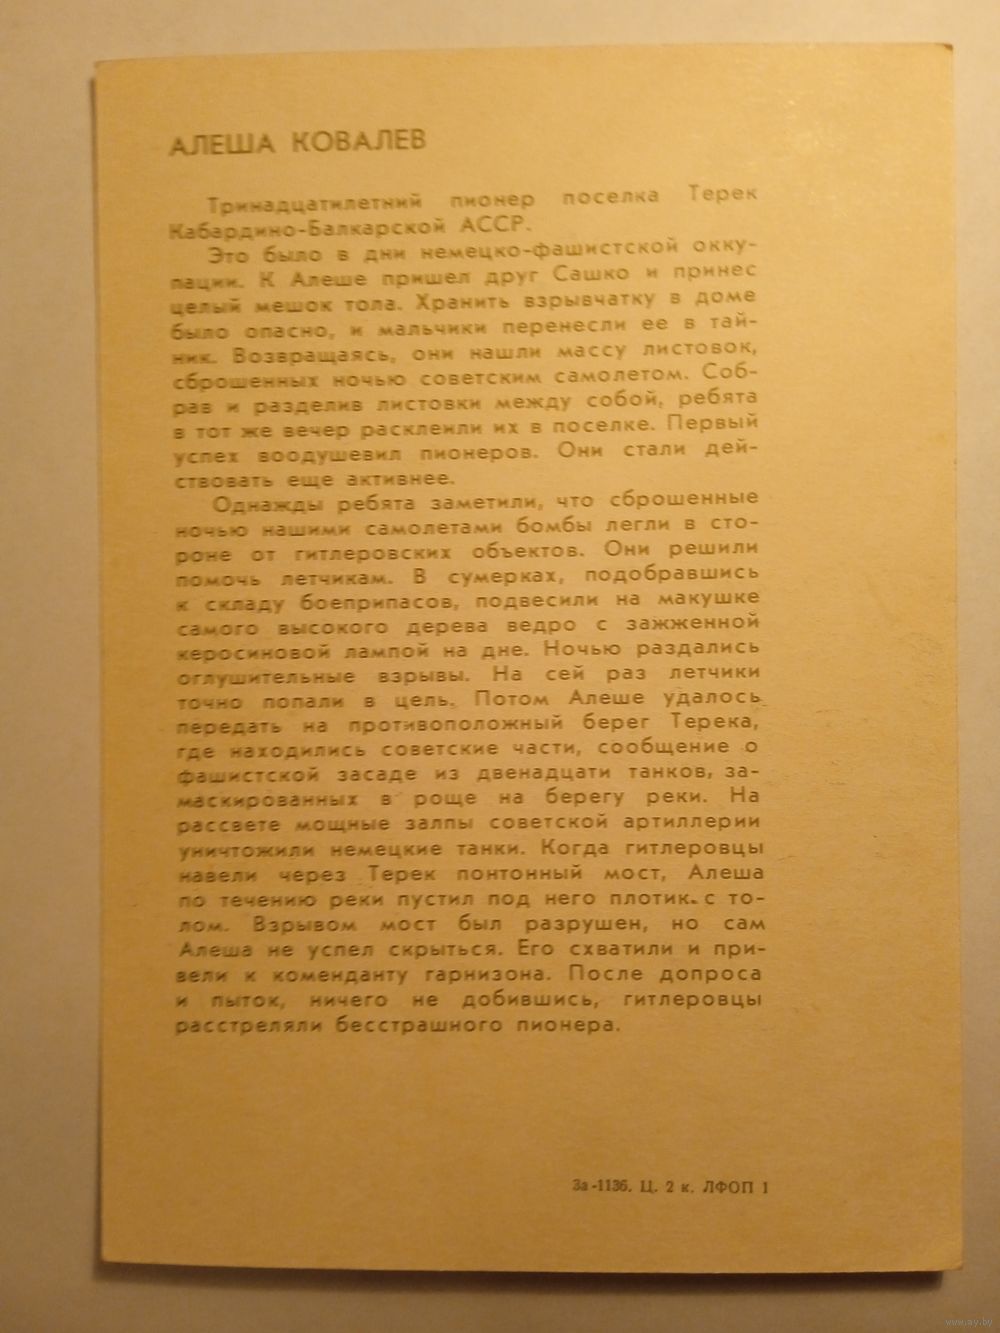 АЛЕША КОВАЛЕВ
Тринадцатилетний пионер поселка Терек
Кабардино-Балкарской АССР.
Это было в дни немецко-фашистской окку-
пации. К Алеше пришел друг Сашко и принес
целый мешок тола. Хранить взрывчатку в доме
было опасно, и мальчики перенесли ее в тай-
ник. Возвращаясь, они нашли массу листовок,
сброшенных ночью советским самолетом. Соб-
рав и разделив листовки между собой, ребята
в тот же вечер расклеили их в поселке. Первый
успех воодушевил пионеров. Они стали дей-
ствовать еще активнее.
Однажды ребята заметили, что сброшенные
ночью нашими самолетами бомбы легли в сто-
роне от гитлеровских объектов. Они решили
помочь летчикам. В сумерках, подобравшись
к складу боеприпасов, подвесили на макушке
самого высокого дерева ведро с зажженной
керосиновой лампой на дне. Ночью раздались
оглушительные взрывы. На сей раз летчики
точно попали в цель. Потом Алеше удалось
передать на противоположный берег Терека,
где находились советские части, сообщение о
фашистской засаде из двенадцати танков, за-
маскированных в роще на берегу реки. На
рассвете мощные залпы советской артиллерии
уничтожили немецкие танки. Когда гитлеровцы
навели через Терек понтонный мост, Алеша
по течению реки пустил под него плотик с то-
лом. Взрывом мост был разрушен, но сам
Алеша не успел скрыться. Его схватили и при-
вели к коменданту гарнизона. После допроса
и пыток, ничего не добившись, гитлеровцы
расстреляли бесстрашного пионера.
За-1136. Ц. 2 к. ЛФОП 1
www.ay.by